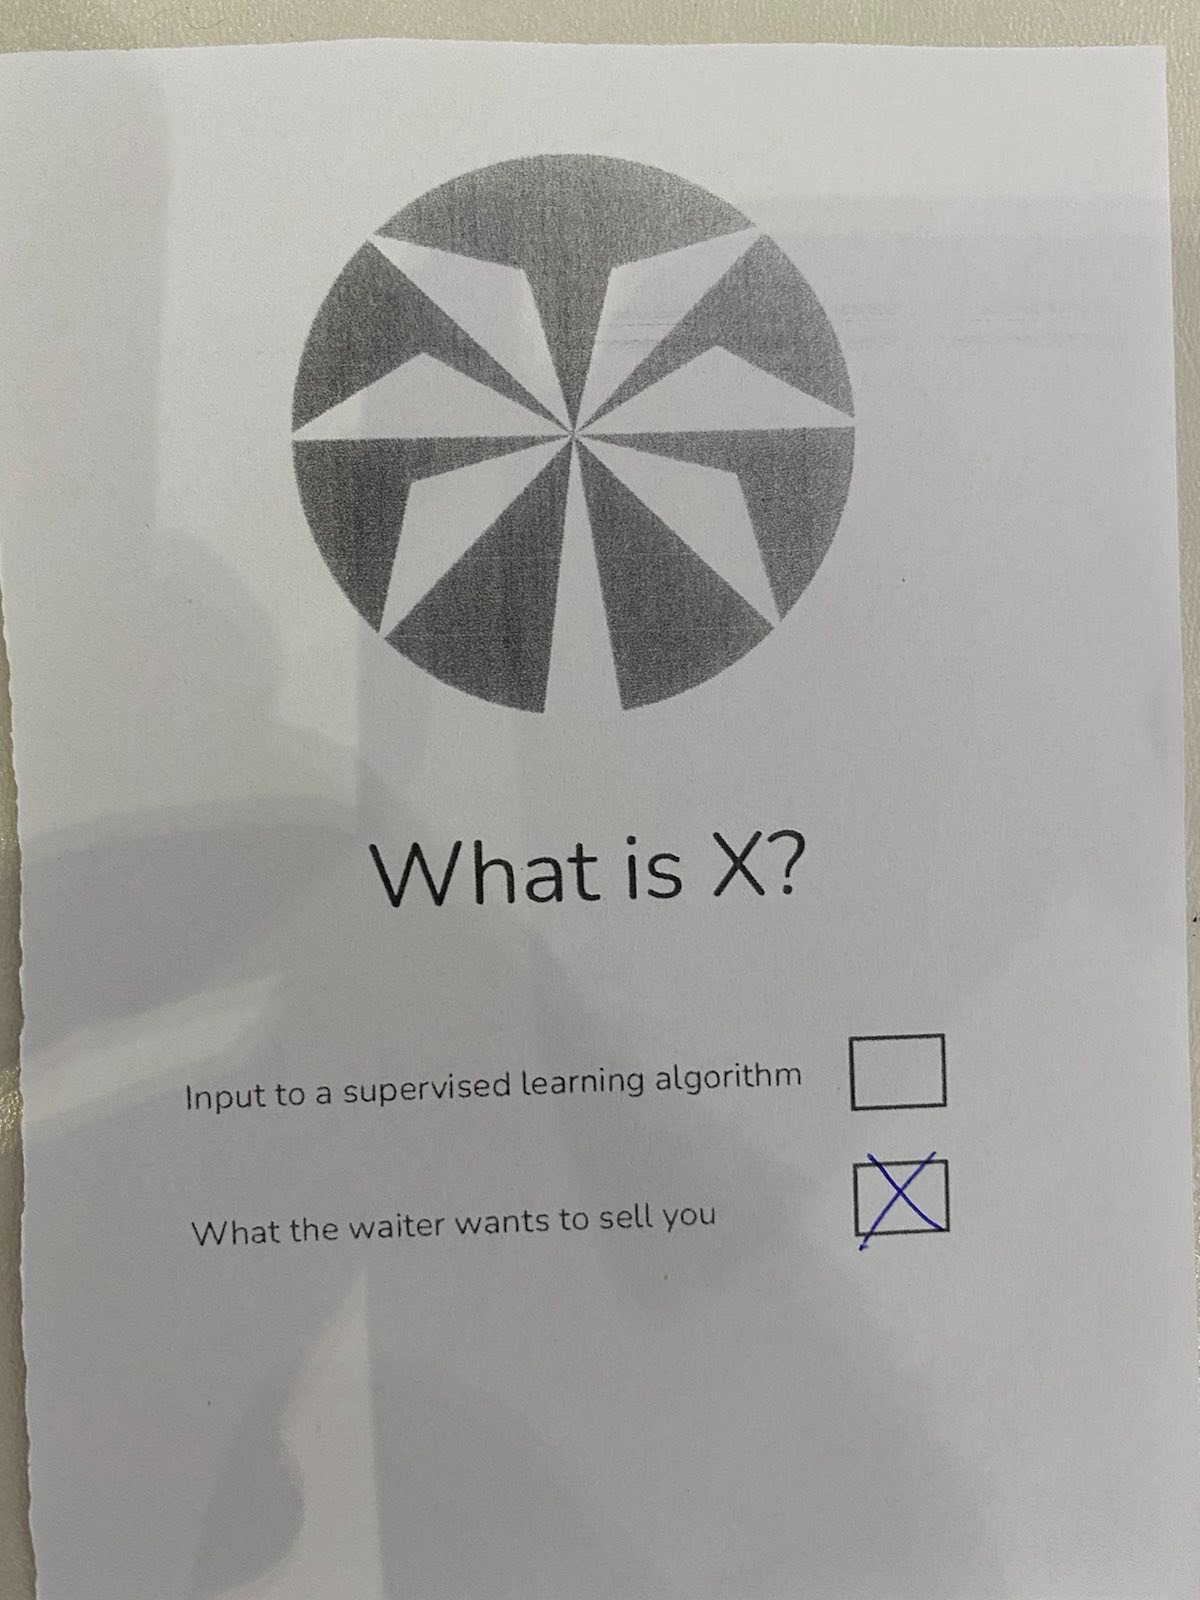 What is X?
Input to a supervised learning algorithm
What the waiter wants to sell you